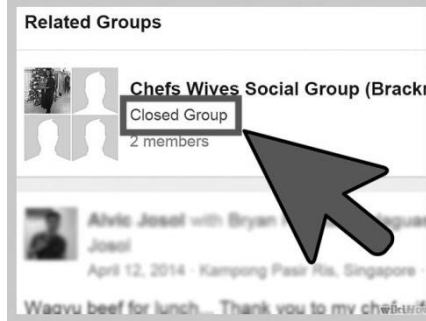 Related Groups
Chefs Wives Social Group (Brackn
Closed Group
2 members
Alvic Josol with Bryan
Josol
April 12, 2014 · Kampong Pasir Ris, Singapore ·
Wagyu beef for lunch... Thank you to my chef